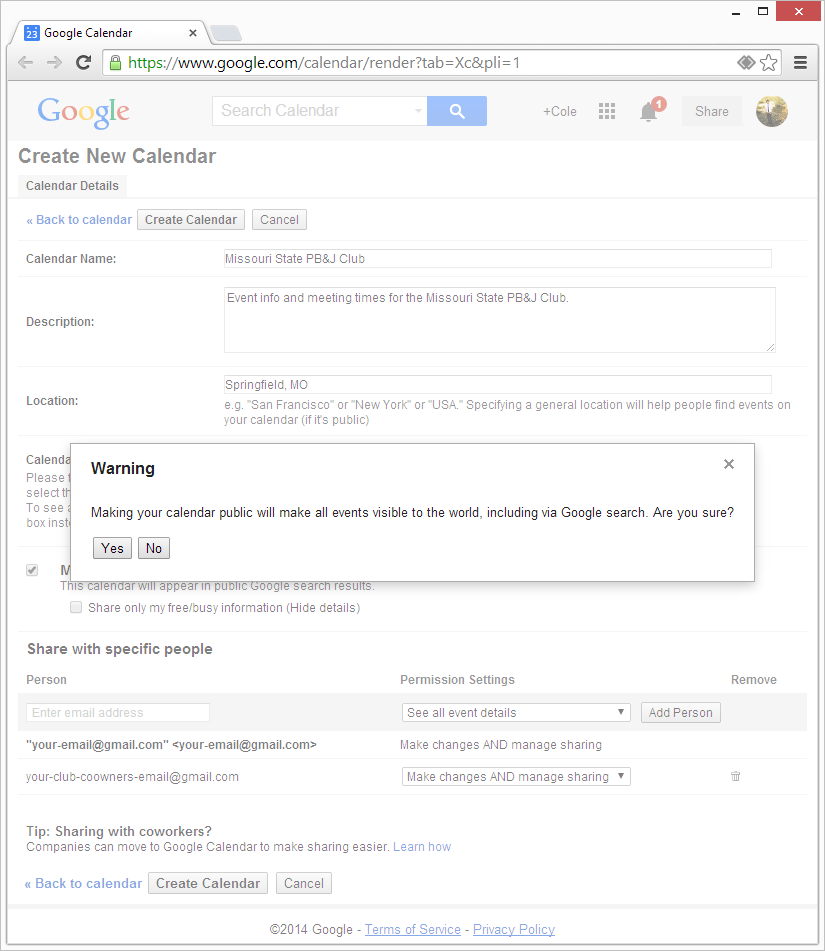 23 Google Calendar
https://www.google.com/calendar/render?tab=Xc&pli=1
Google Search Calendar +Cole 1 Share
Create New Calendar
Calendar Details
« Back to calendar Create Calendar Cancel
Calendar Name: Missouri State PB&J Club
Description: Event info and meeting times for the Missouri State PB&J Club.
Location: Springfield, MO
e.g. "San Francisco" or "New York" or "USA." Specifying a general location will help people find events on
your calendar (if it's public)
Calenda
Please
select th
To see a
box inst
Warning
Making your calendar public will make all events visible to the world, including via Google search. Are you sure?
Yes No
M
This calendar will appear in public Google search results.
Share only my free/busy information (Hide details)
Share with specific people
Person Permission Settings Remove
Enter email address See all event details Add Person
"your-email@gmail.com" <your-email@gmail.com> Make changes AND manage sharing
your-club-coowners-email@gmail.com Make changes AND manage sharing
Tip: Sharing with coworkers?
Companies can move to Google Calendar to make sharing easier. Learn how
« Back to calendar Create Calendar Cancel
©2014 Google - Terms of Service - Privacy Policy